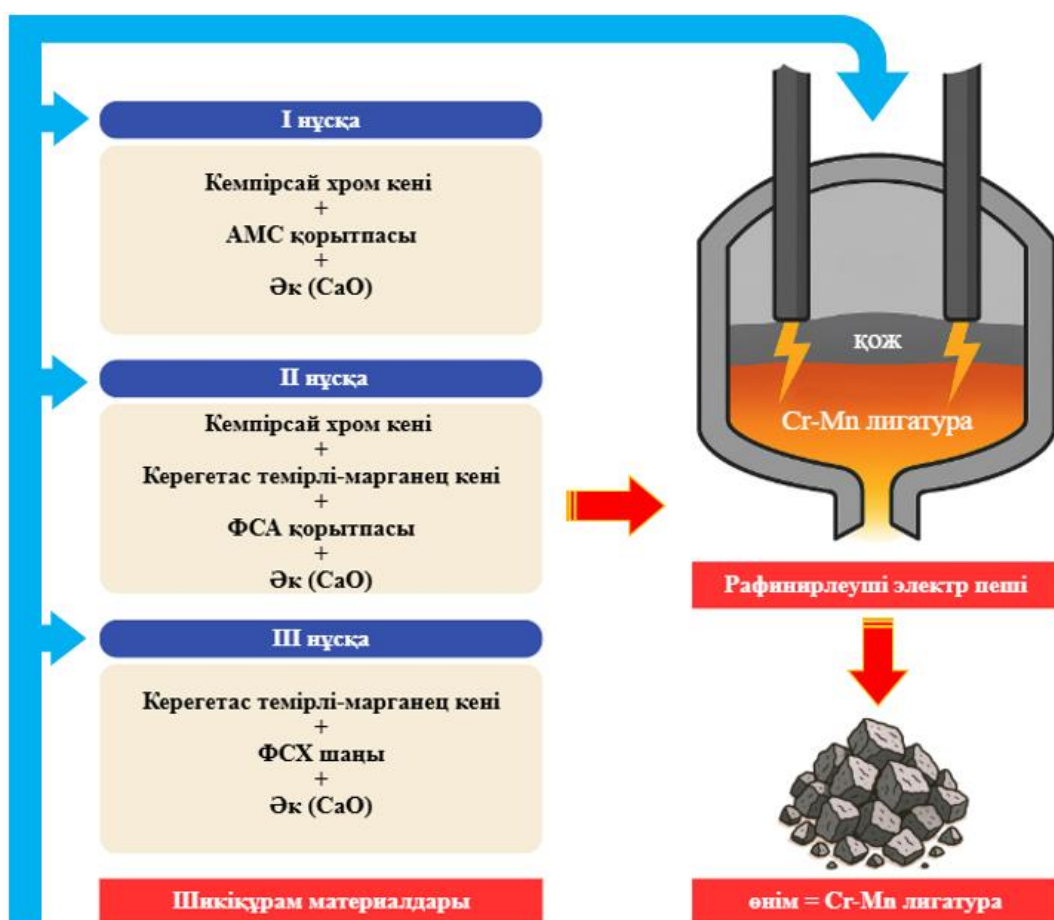 I нұсқа
Кемпірсай хром кені
+
АМС қорытпасы
+
Әк (CaO)
II нұсқа
Кемпірсай хром кені
+
Керегетас темірлі-марганец кені
+
ФСА қорытпасы
+
Әк (CaO)
III нұсқа
Керегетас темірлі-марганец кені
+
ФСХ шаңы
+
Әк (CaO)
Шикіқұрам материалдары
қож
Cr-Mn лигатура
Рафинирлеуші электр пеші
өнім = Cr-Mn лигатура